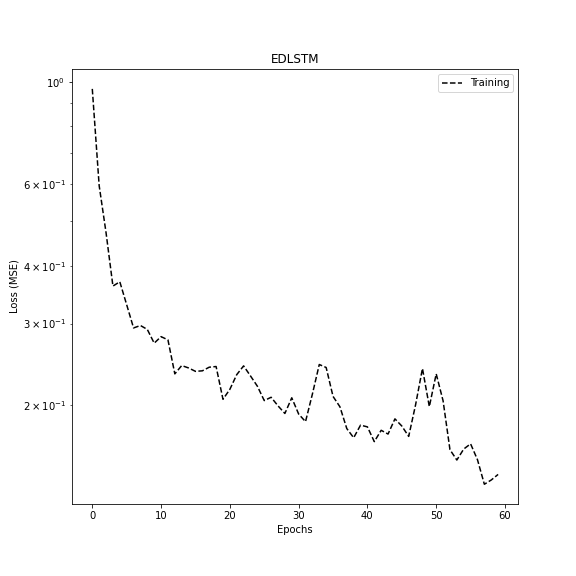 EDLSTM
Training
10⁰
6 × 10⁻¹
4 × 10⁻¹
3 × 10⁻¹
2 × 10⁻¹
Loss (MSE)
0 10 20 30 40 50 60
Epochs